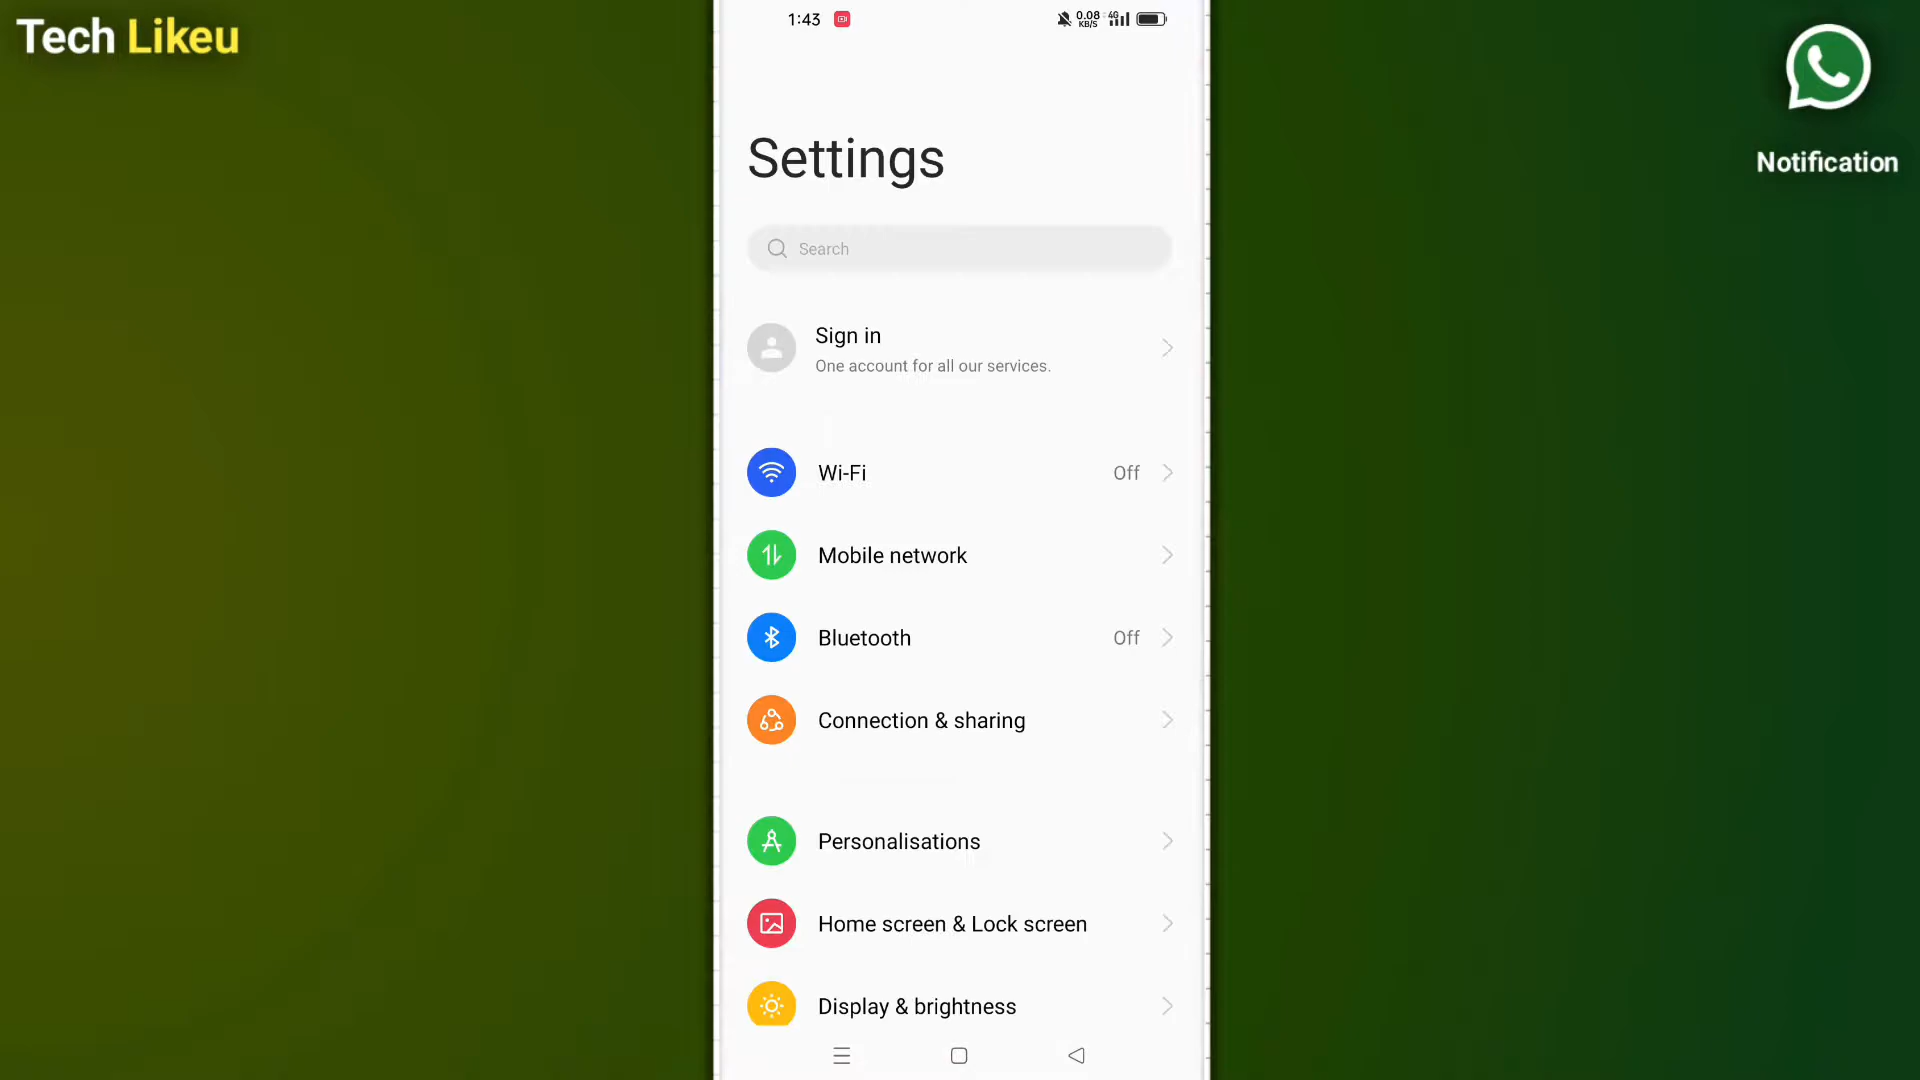 Tech Likeu
1:43
0.08
KB/S
4G
Notification
Settings
Search
Sign in
One account for all our services.
Wi-Fi
Off
Mobile network
Bluetooth
Off
Connection & sharing
Personalisations
Home screen & Lock screen
Display & brightness